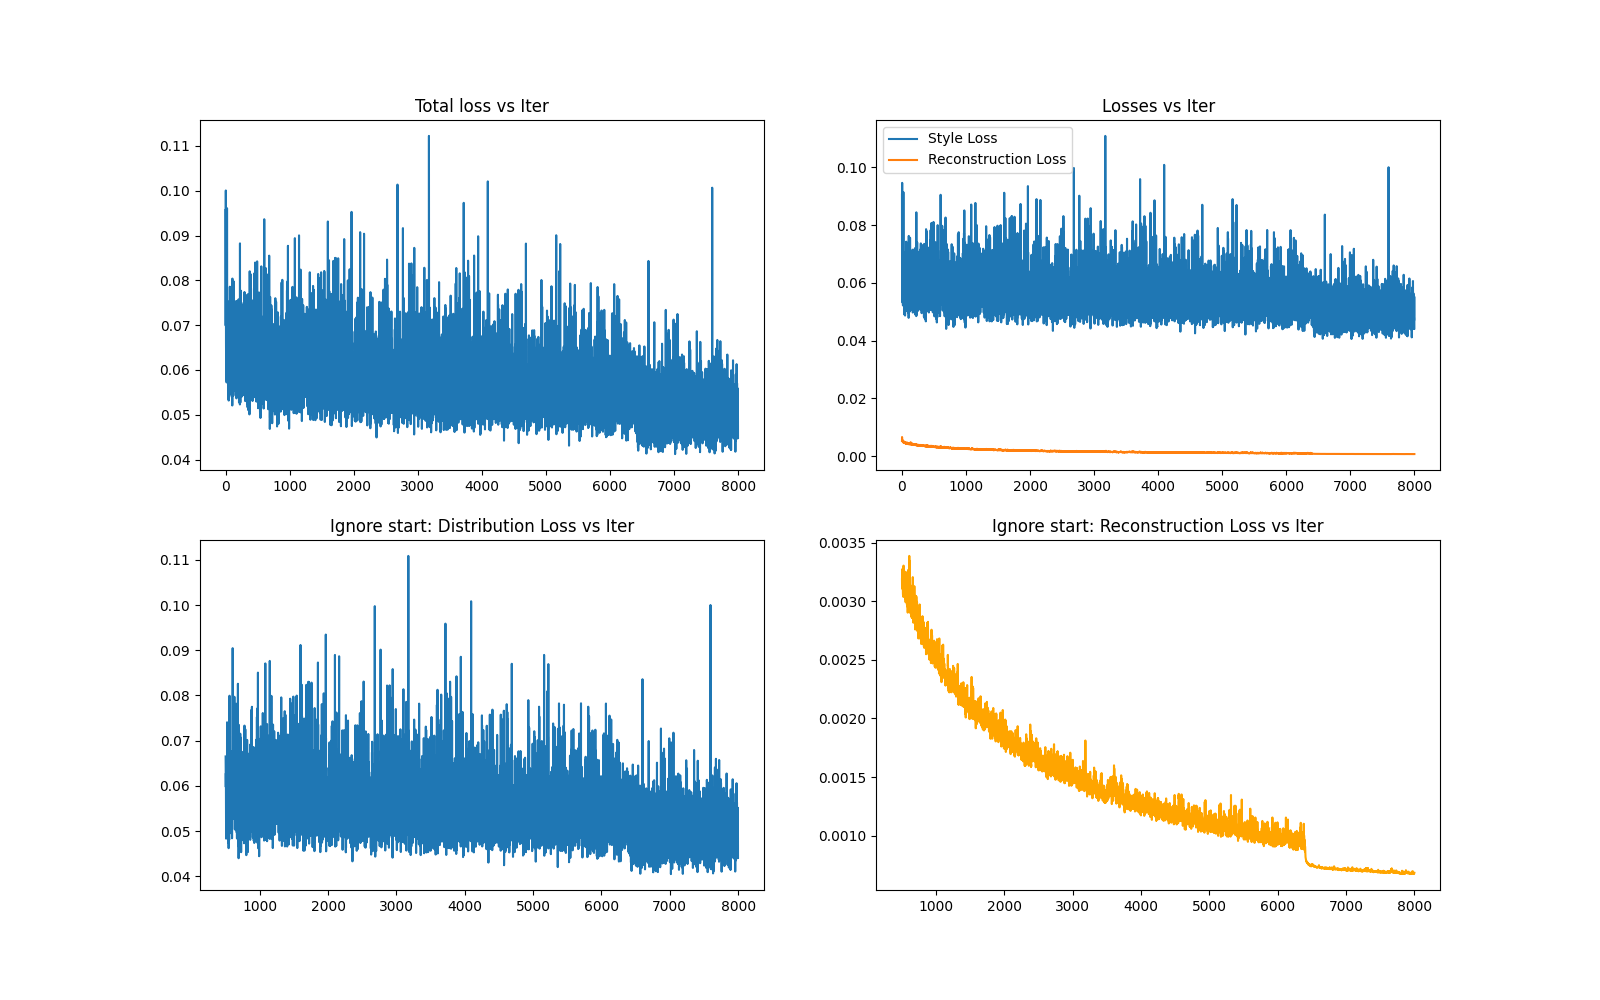 Total loss vs Iter
0.11
0.10
0.09
0.08
0.07
0.06
0.05
0.04
0 1000 2000 3000 4000 5000 6000 7000 8000
Losses vs Iter
Style Loss
Reconstruction Loss
0.10
0.08
0.06
0.04
0.02
0.00
0 1000 2000 3000 4000 5000 6000 7000 8000
Ignore start: Distribution Loss vs Iter
0.11
0.10
0.09
0.08
0.07
0.06
0.05
0.04
1000 2000 3000 4000 5000 6000 7000 8000
Ignore start: Reconstruction Loss vs Iter
0.0035
0.0030
0.0025
0.0020
0.0015
0.0010
1000 2000 3000 4000 5000 6000 7000 8000